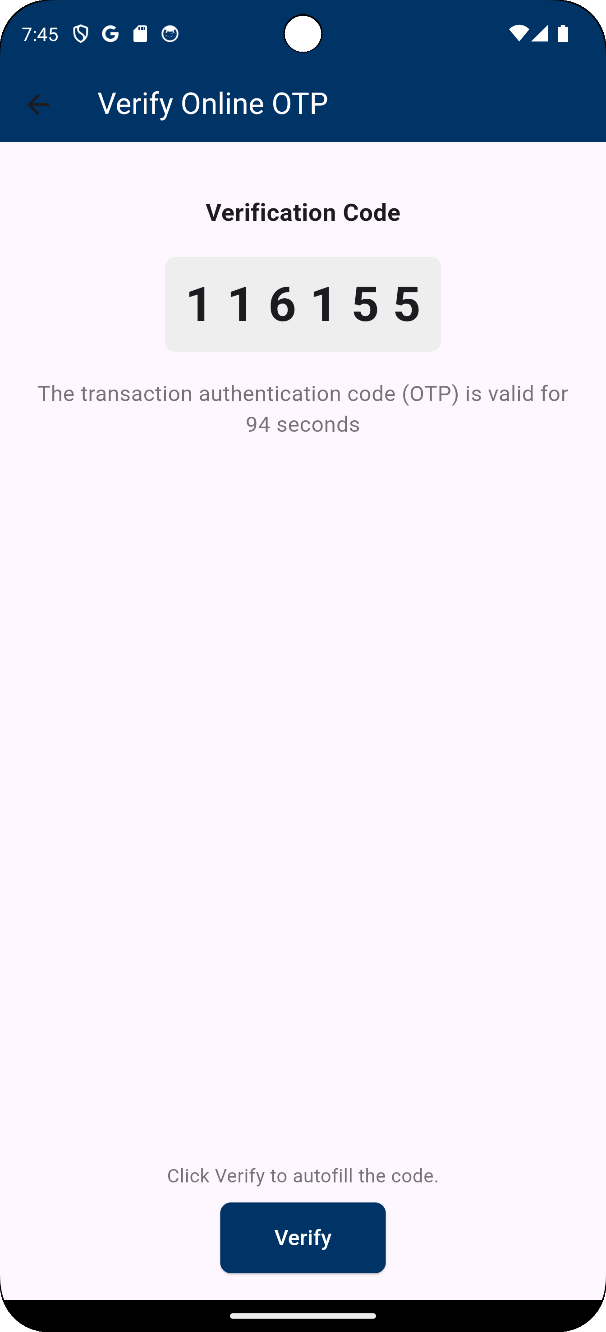 7:45
Verify Online OTP
Verification Code
1 1 6 1 5 5
The transaction authentication code (OTP) is valid for
94 seconds
Click Verify to autofill the code.
Verify